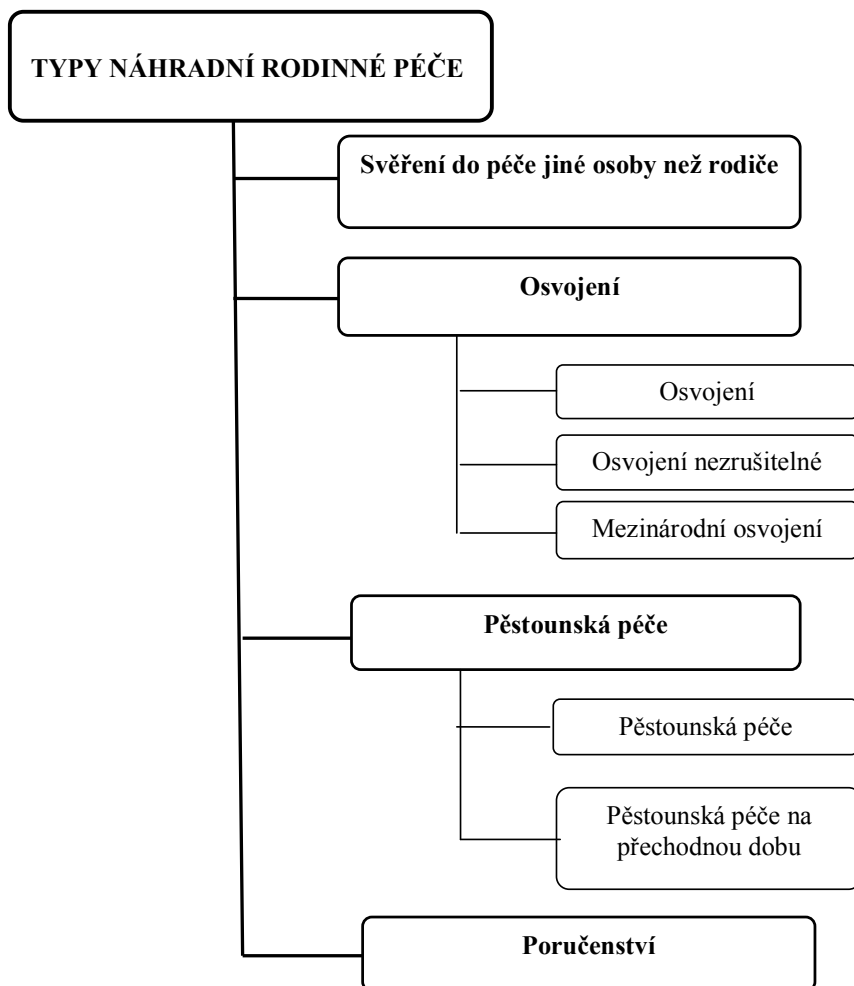 TYPY NÁHRADNÍ RODINNÉ PÉČE
Svěření do péče jiné osoby než rodiče
Osvojení
Osvojení
Osvojení nezrušitelné
Mezinárodní osvojení
Pěstounská péče
Pěstounská péče
Pěstounská péče na
přechodnou dobu
Poručenství